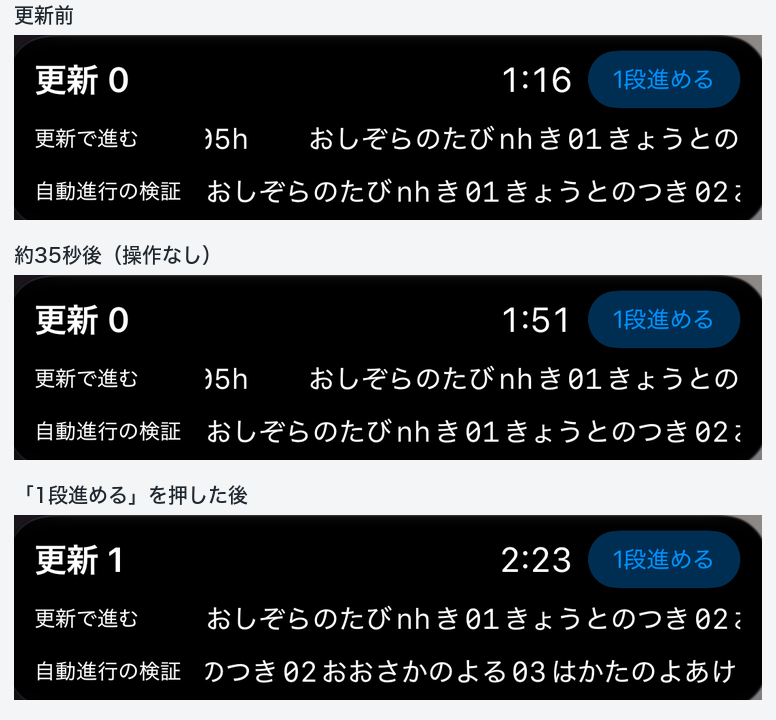 更新前
更新 0 1:16 1段進める
更新で進む 05h おしぞらのたびnhき01きょうとの
自動進行の検証 おしぞらのたびnhき01きょうとのつき02
約35秒後（操作なし）
更新 0 1:51 1段進める
更新で進む 05h おしぞらのたびnhき01きょうとの
自動進行の検証 おしぞらのたびnhき01きょうとのつき02
「1段進める」を押した後
更新 1 2:23 1段進める
更新で進む おしぞらのたびnhき01きょうとのつき02
自動進行の検証 のつき02おおさかのよる03はかたのよあけ